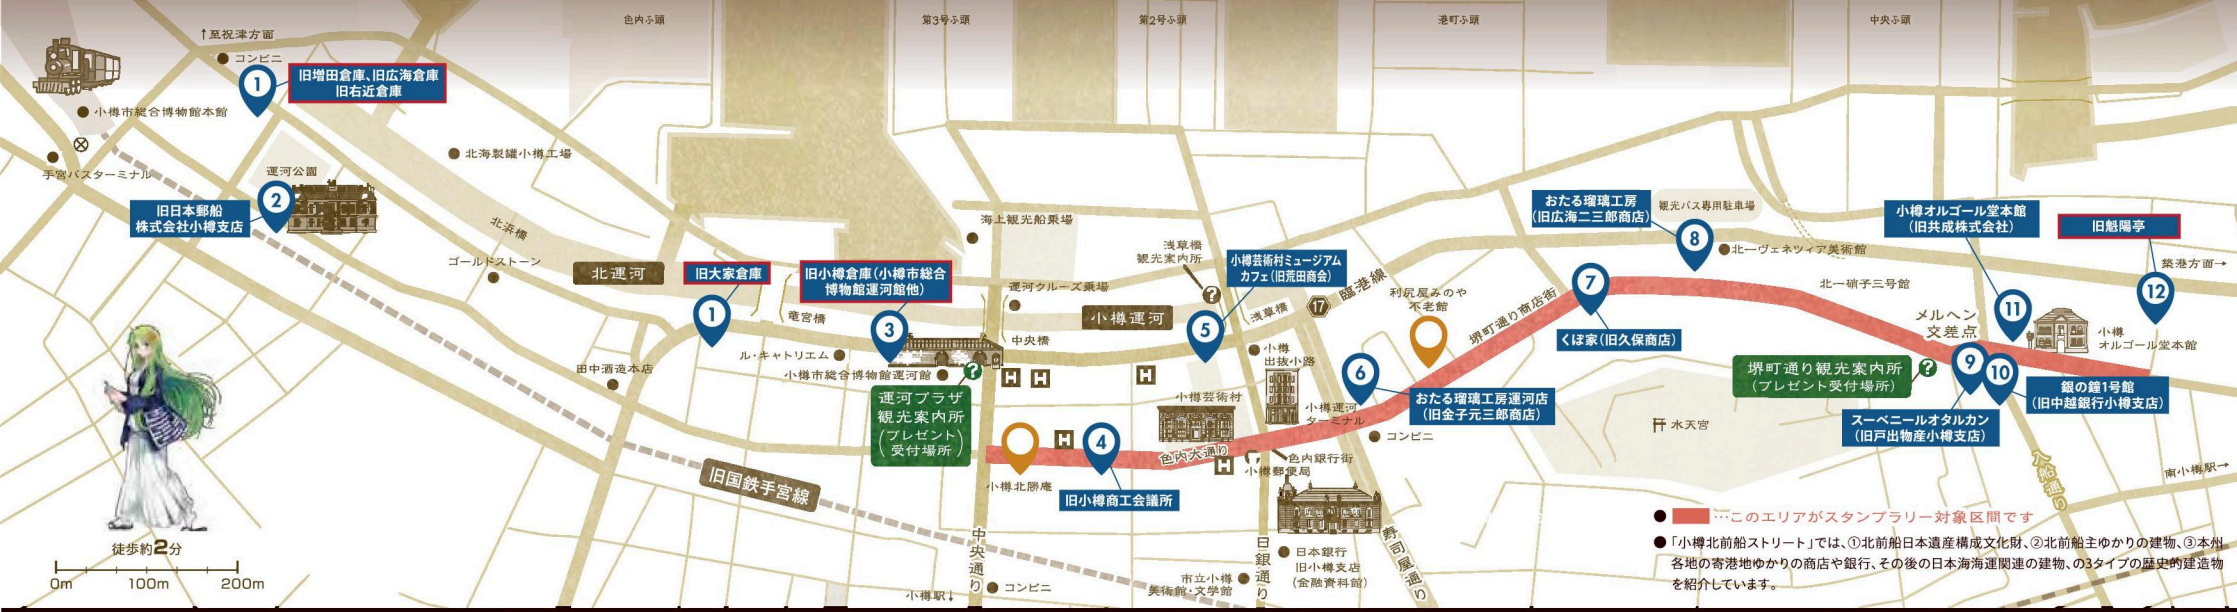 色内ふ頭
第3号ふ頭
第2号ふ頭
港町ふ頭
中央ふ頭
↑至祝津方面
コンビニ
1
旧増田倉庫、旧広海倉庫
旧右近倉庫
小樽市総合博物館本館
手宮バスターミナル
運河公園
2
旧日本郵船
株式会社小樽支店
北海製罐小樽工場
北浜橋
ゴールドストーン
北運河
旧大家倉庫
1
竜宮橋
旧小樽倉庫(小樽市総合
博物館運河館他)
3
ル・キャトリエム
小樽市総合博物館運河館
田中酒造本店
海上観光船乗場
運河クルーズ乗場
中央橋
小樽運河
浅草橋
観光案内所
?
小樽芸術村ミュージアム
カフェ(旧荒田商会)
5
浅草橋
17
臨港線
利尻屋みのや
不老館
堺町通り商店街
小樽
出抜小路
6
おたる瑠璃工房運河店
(旧金子元三郎商店)
小樽運河
ターミナル
コンビニ
7
くぼ家(旧久保商店)
おたる瑠璃工房
(旧広海二三郎商店)
8
観光バス専用駐車場
北一ヴェネツィア美術館
北一硝子三号館
小樽オルゴール堂本館
(旧共成株式会社)
11
旧魁陽亭
12
築港方面→
メルヘン
交差点
小樽
オルゴール堂本館
9
10
銀の鐘1号館
(旧中越銀行小樽支店)
スーベニールオタルカン
(旧戸出物産小樽支店)
堺町通り観光案内所
(プレゼント受付場所)
?
水天宮
入船通り
南小樽駅→
運河プラザ
観光案内所
(プレゼント
受付場所)
?
H
H
H
H
H
4
旧小樽商工会議所
小樽北勝庵
色内大通り
小樽芸術村
色内銀行街
小樽郵便局
旧国鉄手宮線
中央通り
日銀通り
寿司屋通り
日本銀行
旧小樽支店
(金融資料館)
市立小樽
美術館・文学館
小樽駅↓
コンビニ
徒歩約2分
0m
100m
200m
●…このエリアがスタンプラリー対象区間です
●「小樽北前船ストリート」では、①北前船日本遺産構成文化財、②北前船主ゆかりの建物、③本州
各地の寄港地ゆかりの商店や銀行、その後の日本海海運関連の建物、の3タイプの歴史的建造物
を紹介しています。